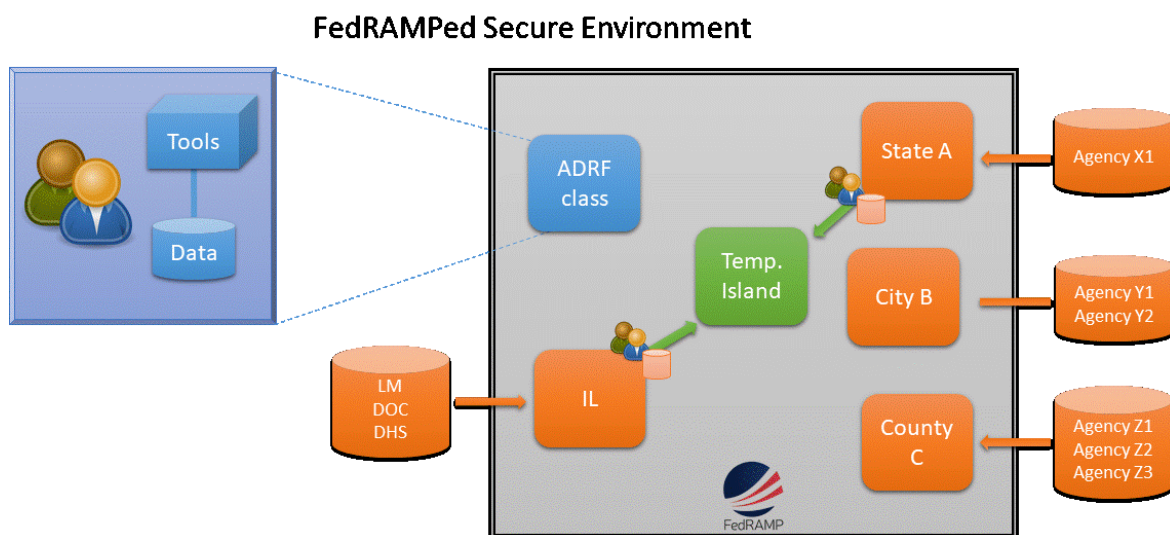 FedRAMPed Secure Environment
Tools
Data
ADRF
class
State A
Agency X1
Temp.
Island
City B
Agency Y1
Agency Y2
LM
DOC
DHS
IL
County
C
Agency Z1
Agency Z2
Agency Z3
FedRAMP